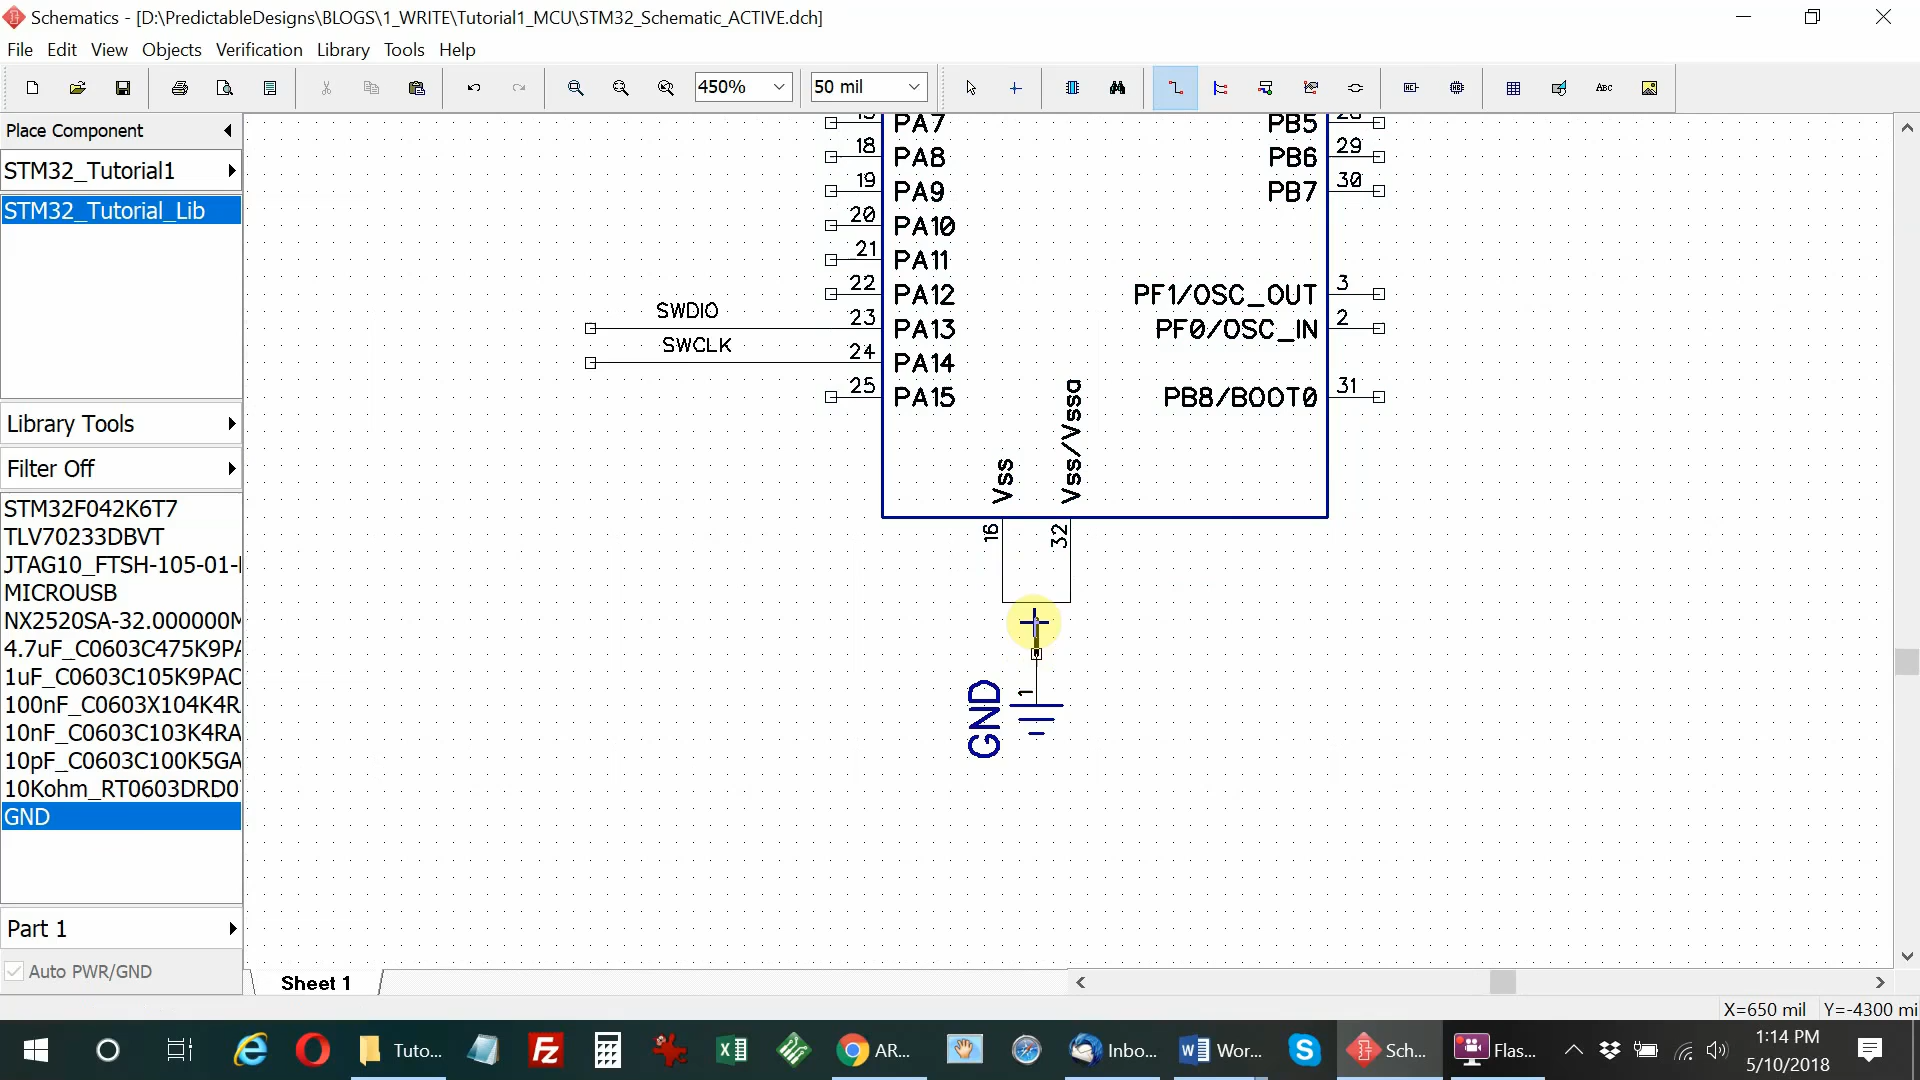 Schematics - [D:\PredictableDesigns\BLOGS\1_WRITE\Tutorial1_MCU\STM32_Schematic_ACTIVE.dch]
File Edit View Objects Verification Library Tools Help
450% 50 mil Abc
Place Component
STM32_Tutorial1
STM32_Tutorial_Lib
Library Tools
Filter Off
STM32F042K6T7
TLV70233DBVT
JTAG10_FTSH-105-01-
MICROUSB
NX2520SA-32.000000M
4.7uF_C0603C475K9PA
1uF_C0603C105K9PAC
100nF_C0603X104K4R
10nF_C0603C103K4RA
10pF_C0603C100K5GA
10Kohm_RT0603DRD0
GND
Part 1
Auto PWR/GND
PA7 PB5
18 PA8 PB6 29
19 PA9 PB7 30
20 PA10
21 PA11
22 PA12 PF1/OSC_OUT 3
SWDIO 23 PA13 PF0/OSC_IN 2
SWCLK 24 PA14
25 PA15 PB8/BOOT0 31
Vss Vss/Vssa
16 32
1
GND
Sheet 1
X=650 mil Y=-4300 mi
Tuto... AR... Inbo... Wor... Sch... Flas...
1:14 PM
5/10/2018